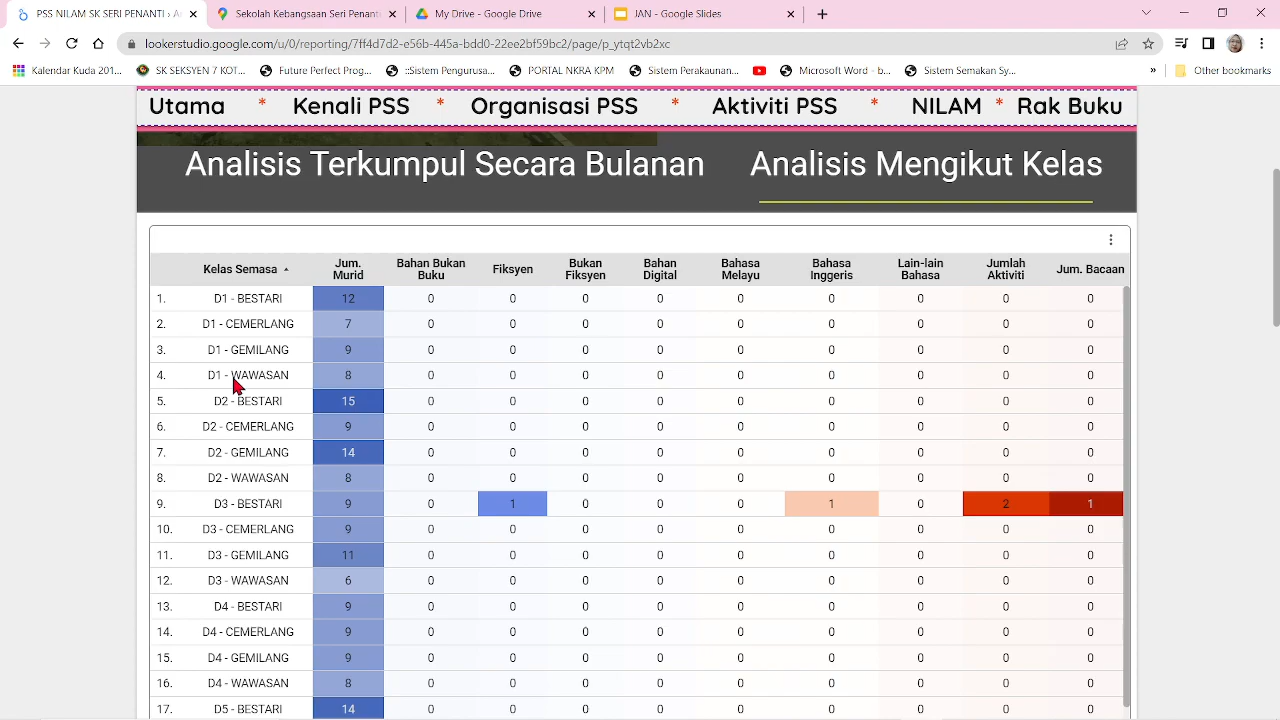 PSS NILAM SK SERI PENANTI › A
Sekolah Kebangsaan Seri Penant
My Drive - Google Drive
JAN - Google Slides
lookerstudio.google.com/u/0/reporting/7ff4d7d2-c56b-445a-b1b8-22ee2bf59bc2/page/p_ytqt2vb2xc
Kalendar Kuda 201...
SK SERIYEN 7 KOT...
Future Perfect Prog...
::Sistem Pengurup...
PORTAL NKRA KPM
Sistem Perakaunan...
Microsoft Word - b...
Sistem Semakan Sy...
» Other bookmarks
Utama * Kenali PSS * Organisasi PSS * Aktiviti PSS * NILAM * Rak Buku
Analisis Terkumpul Secara Bulanan Analisis Mengikut Kelas
Kelas Semasa Jum. Murid Bahan Bukan Buku Fiksyen Bukan Fiksyen Bahan Digital Bahasa Melayu Bahasa Inggeris Lain-lain Bahasa Jumlah Aktiviti Jum. Bacaan
1. D1 - BESTARI 12 0 0 0 0 0 0 0 0 0
2. D1 - CEMERLANG 7 0 0 0 0 0 0 0 0 0
3. D1 - GEMILANG 9 0 0 0 0 0 0 0 0 0
4. D1 - WAWASAN 8 0 0 0 0 0 0 0 0 0
5. D2 - BESTARI 15 0 0 0 0 0 0 0 0 0
6. D2 - CEMERLANG 9 0 0 0 0 0 0 0 0 0
7. D2 - GEMILANG 14 0 0 0 0 0 0 0 0 0
8. D2 - WAWASAN 8 0 0 0 0 0 0 0 0 0
9. D3 - BESTARI 9 0 1 0 0 0 1 0 2 1
10. D3 - CEMERLANG 9 0 0 0 0 0 0 0 0 0
11. D3 - GEMILANG 11 0 0 0 0 0 0 0 0 0
12. D3 - WAWASAN 6 0 0 0 0 0 0 0 0 0
13. D4 - BESTARI 9 0 0 0 0 0 0 0 0 0
14. D4 - CEMERLANG 9 0 0 0 0 0 0 0 0 0
15. D4 - GEMILANG 9 0 0 0 0 0 0 0 0 0
16. D4 - WAWASAN 8 0 0 0 0 0 0 0 0 0
17. D5 - BESTARI 14 0 0 0 0 0 0 0 0 0